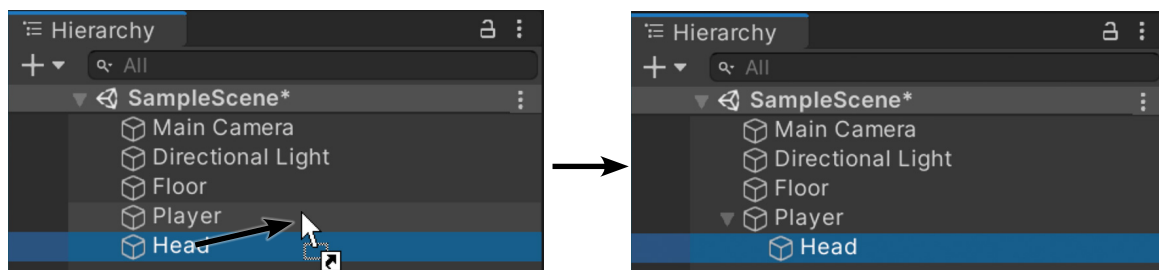 Hierarchy
All
SampleScene*
Main Camera
Directional Light
Floor
Player
Head
Hierarchy
All
SampleScene*
Main Camera
Directional Light
Floor
Player
Head